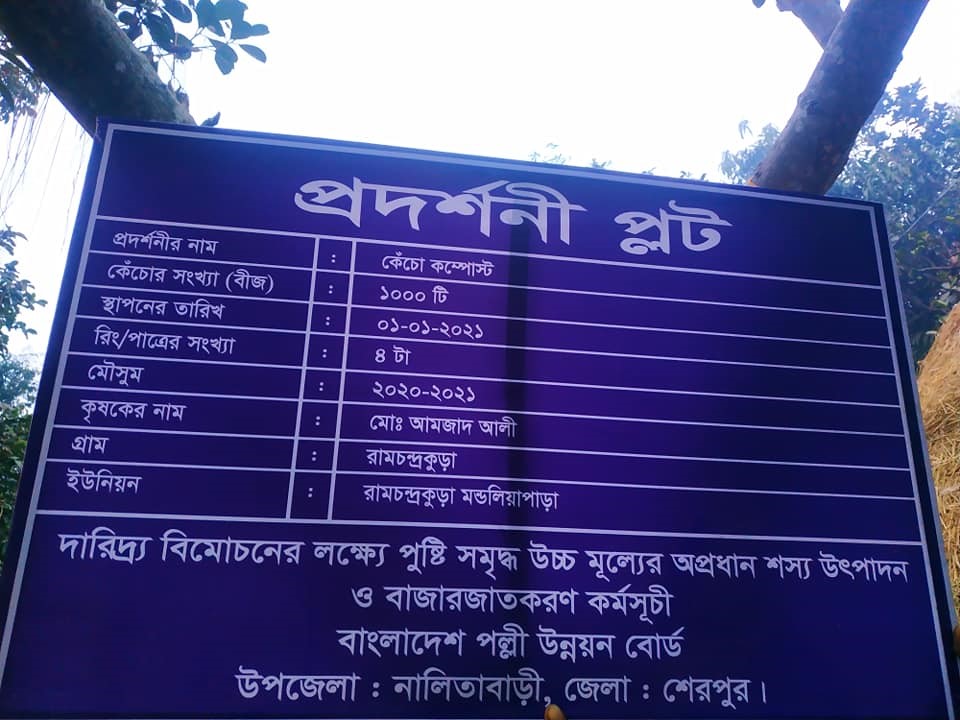 প্রদর্শনী প্লট
প্রদর্শনীর নাম : কেঁচো কম্পোস্ট
কেঁচোর সংখ্যা (বীজ) : ১০০০ টি
স্থাপনের তারিখ : ০১-০১-২০২১
রিং/পাত্রের সংখ্যা : ৪ টা
মৌসুম : ২০২০-২০২১
কৃষকের নাম : মোঃ আমজাদ আলী
গ্রাম : রামচন্দ্রকুড়া
ইউনিয়ন : রামচন্দ্রকুড়া মন্ডলিয়াপাড়া
দারিদ্র্য বিমোচনের লক্ষ্যে পুষ্টি সমৃদ্ধ উচ্চ মূল্যের অপ্রধান শস্য উৎপাদন
ও বাজারজাতকরণ কর্মসূচী
বাংলাদেশ পল্লী উন্নয়ন বোর্ড
উপজেলা : নালিতাবাড়ী, জেলা : শেরপুর।